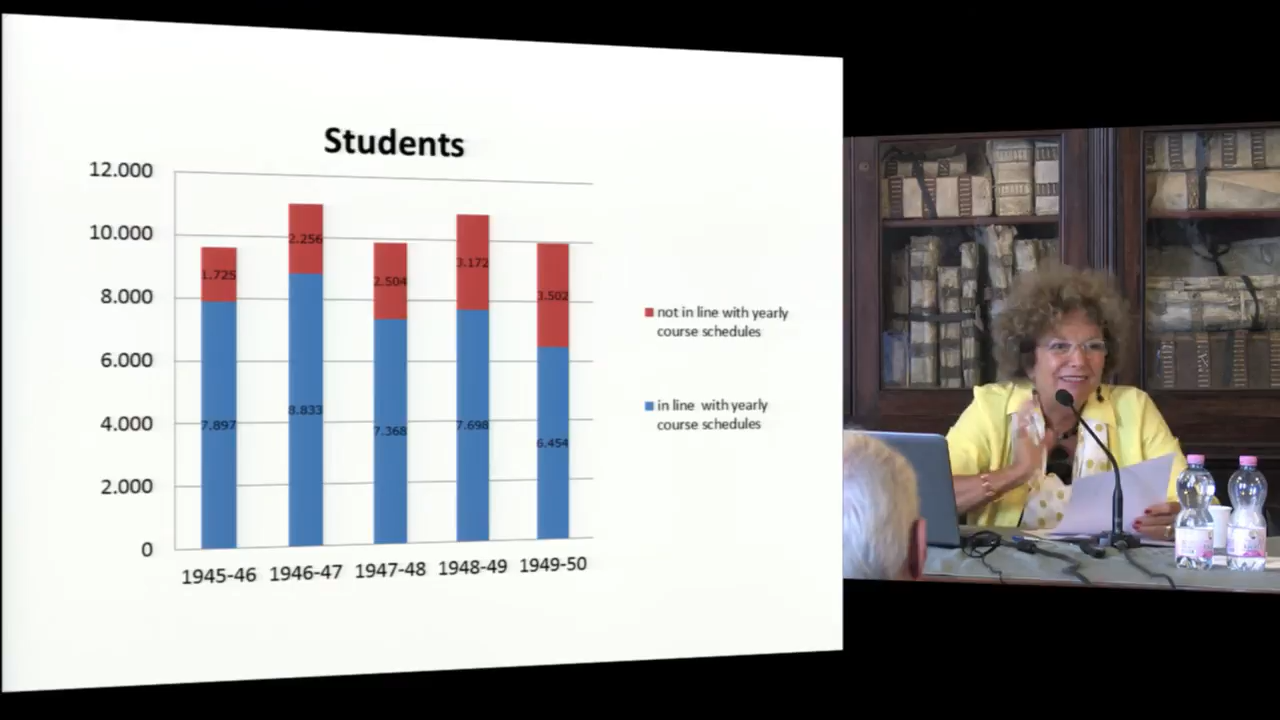 Students
12.000
10.000
8.000
6.000
4.000
2.000
0
1.725
2.256
2.504
3.172
3.502
7.897
8.833
7.368
7.698
6.454
1945-46 1946-47 1947-48 1948-49 1949-50
not in line with yearly
course schedules
in line with yearly
course schedules